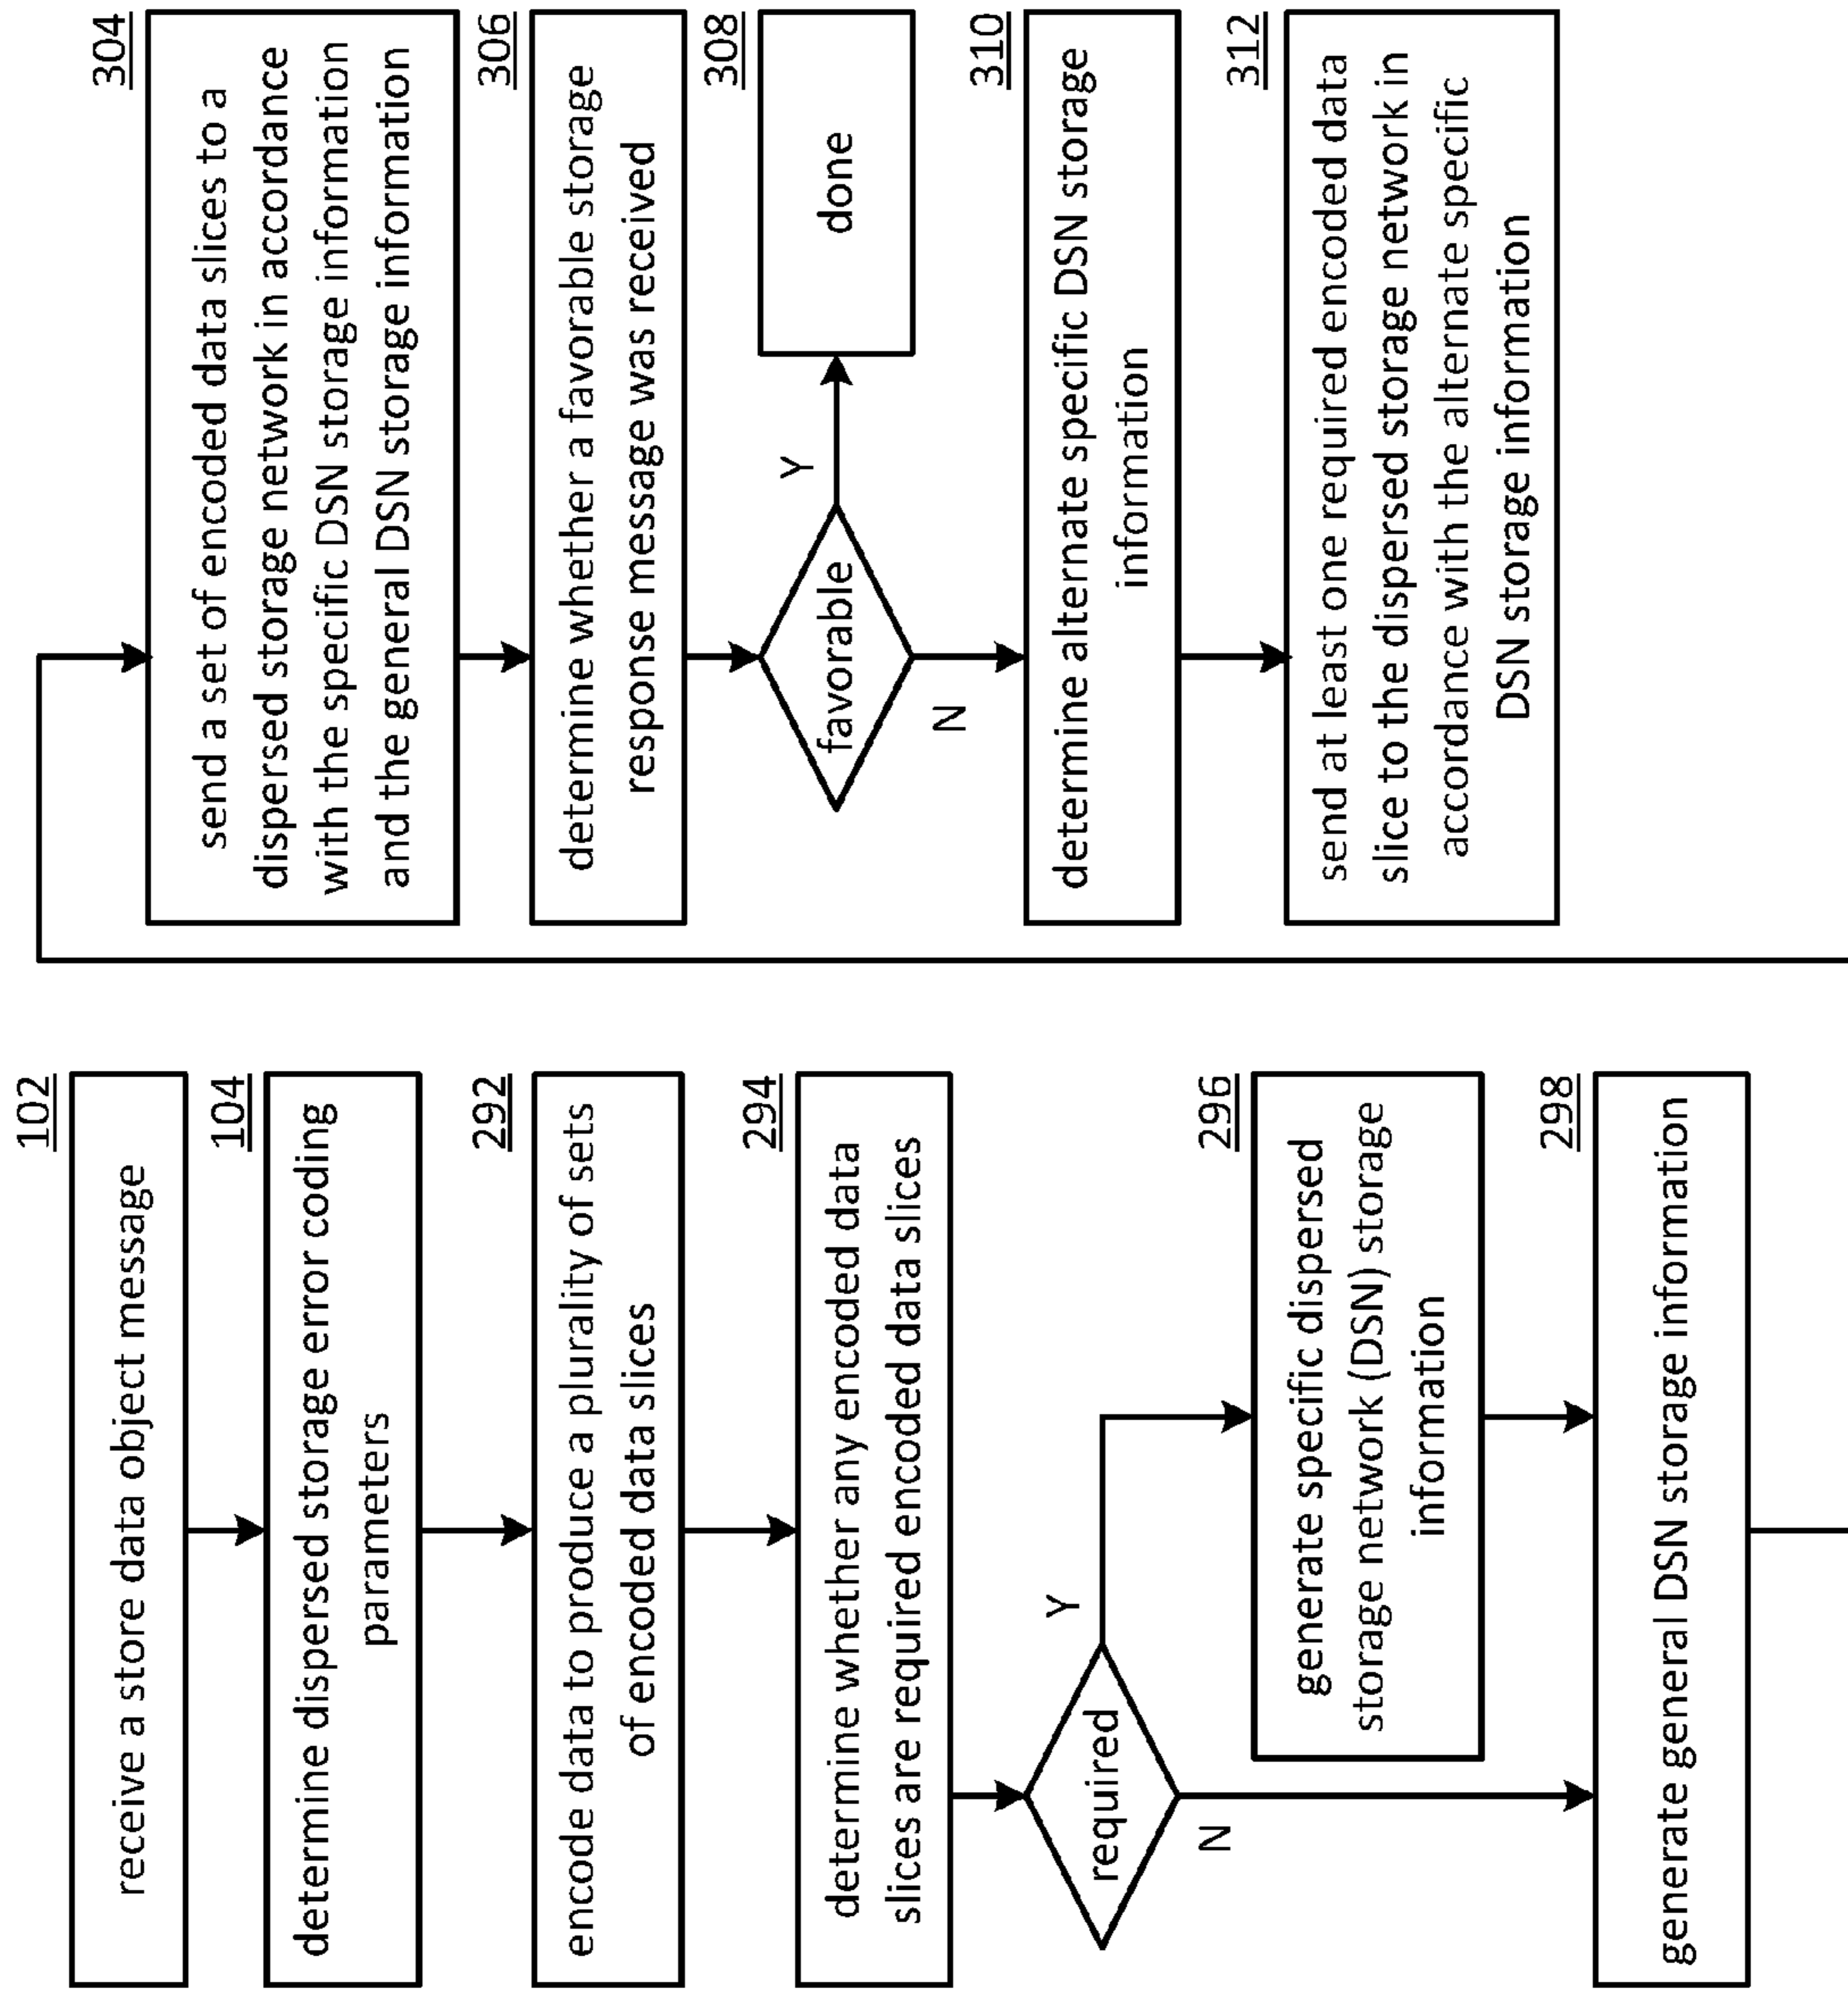 102
receive a store data object message
104
determine dispersed storage error coding
parameters
292
encode data to produce a plurality of sets
of encoded data slices
294
determine whether any encoded data
slices are required encoded data slices
required
Y
N
296
generate specific dispersed
storage network (DSN) storage
information
298
generate general DSN storage information
304
send a set of encoded data slices to a
dispersed storage network in accordance
with the specific DSN storage information
and the general DSN storage information
306
determine whether a favorable storage
response message was received
308
favorable
Y
done
N
310
determine alternate specific DSN storage
information
312
send at least one required encoded data
slice to the dispersed storage network in
accordance with the alternate specific
DSN storage information